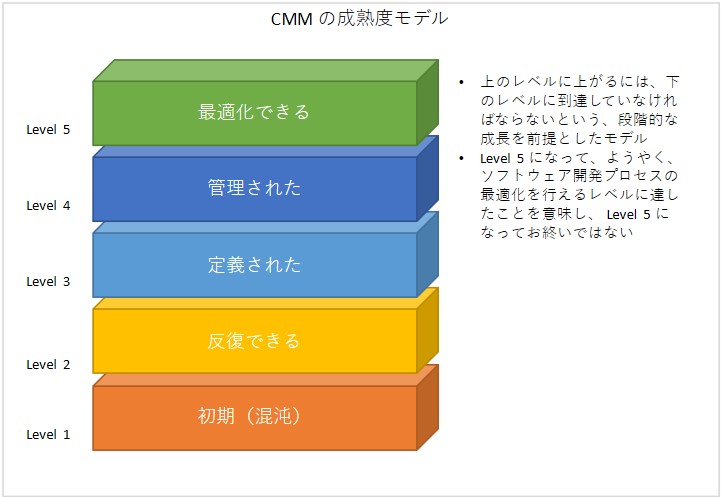 CMM の成熟度モデル
最適化できる
Level 5
管理された
Level 4
定義された
Level 3
反復できる
Level 2
初期（混沌）
Level 1
• 上のレベルに上がるには、下
のレベルに到達していなけれ
ばならないという、段階的な
成長を前提としたモデル
• Level 5 になって、ようやく、
ソフトウェア開発プロセスの
最適化を行えるレベルに達し
たことを意味し、 Level 5 に
なってお終いではない